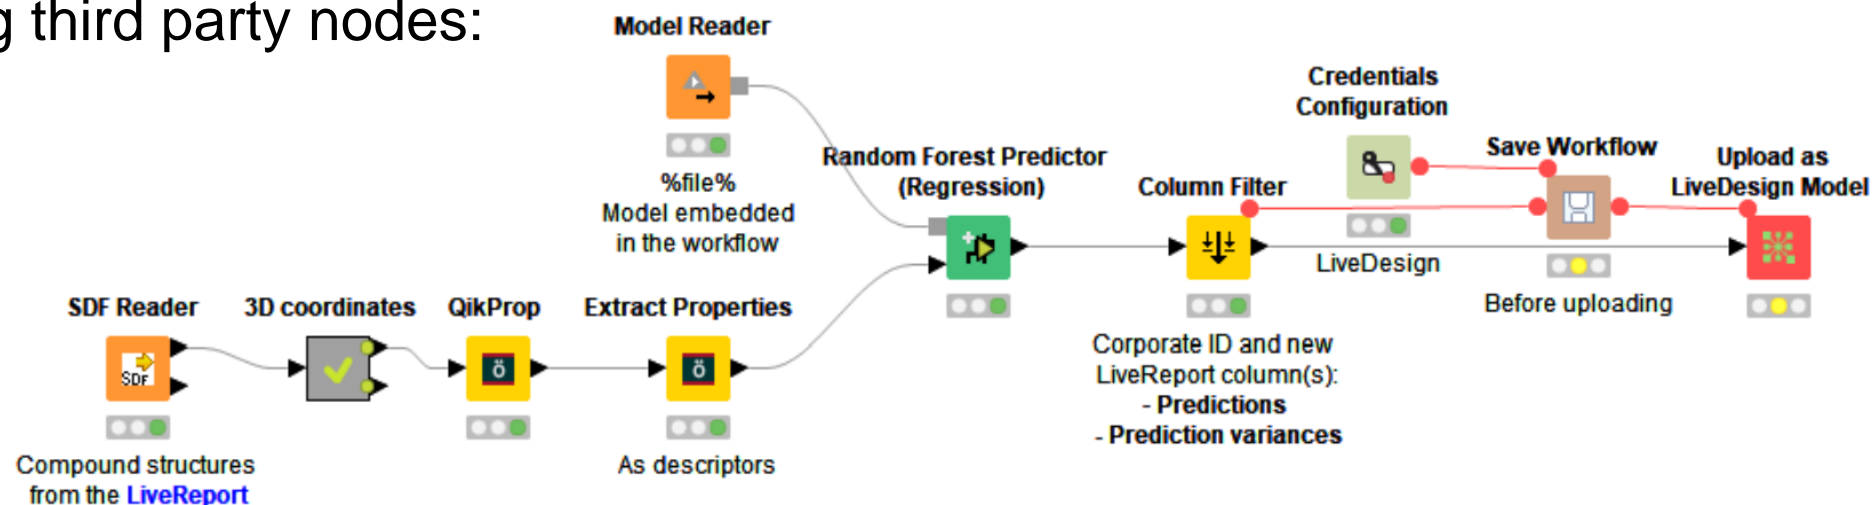 g third party nodes:
Model Reader
%file%
Model embedded
in the workflow
Random Forest Predictor
(Regression)
Column Filter
Corporate ID and new
LiveReport column(s):
- Predictions
- Prediction variances
Credentials
Configuration
LiveDesign
Save Workflow
Before uploading
Upload as
LiveDesign Model
SDF Reader
SDF
Compound structures
from the LiveReport
3D coordinates
QikProp
ö
Extract Properties
ö
As descriptors